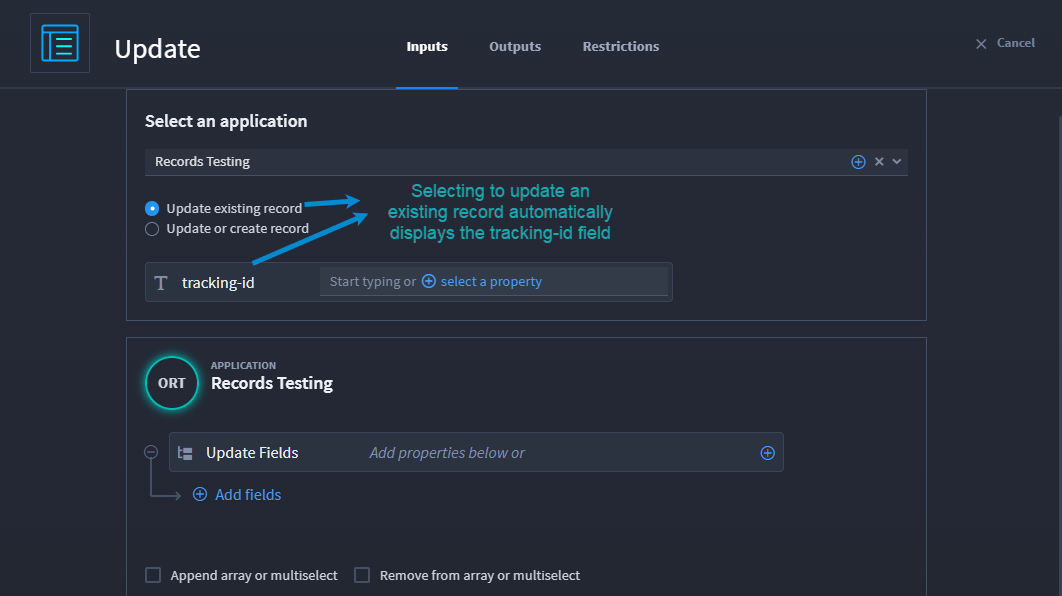 Update
Inputs
Outputs
Restrictions
Cancel
Select an application
Records Testing
Update existing record
Update or create record
Selecting to update an
existing record automatically
displays the tracking-id field
T tracking-id
Start typing or select a property
ORT
APPLICATION
Records Testing
Update Fields
Add properties below or
Add fields
Append array or multiselect
Remove from array or multiselect